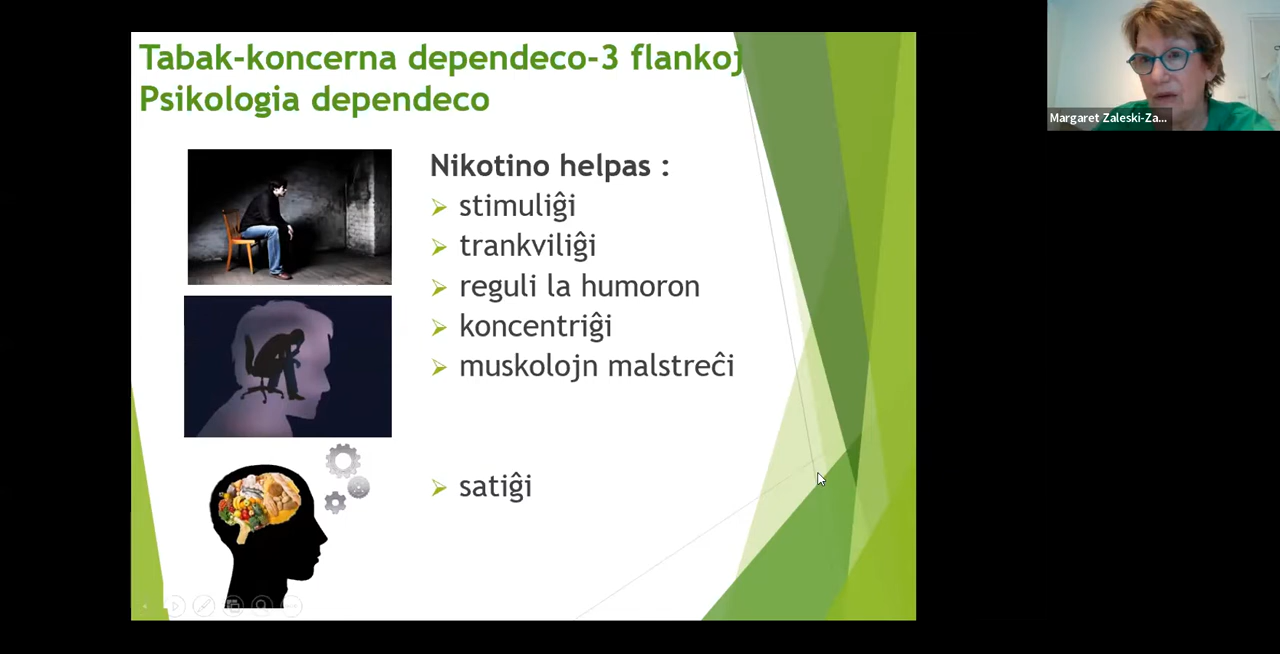 Tabak-koncerna dependeco-3 flankoj
Psikologia dependeco
Nikotino helpas :
stimuliĝi
trankviliĝi
reguli la humoron
koncentriĝi
muskolojn malstreĉi
satiĝi
Margaret Zaleski-Za...